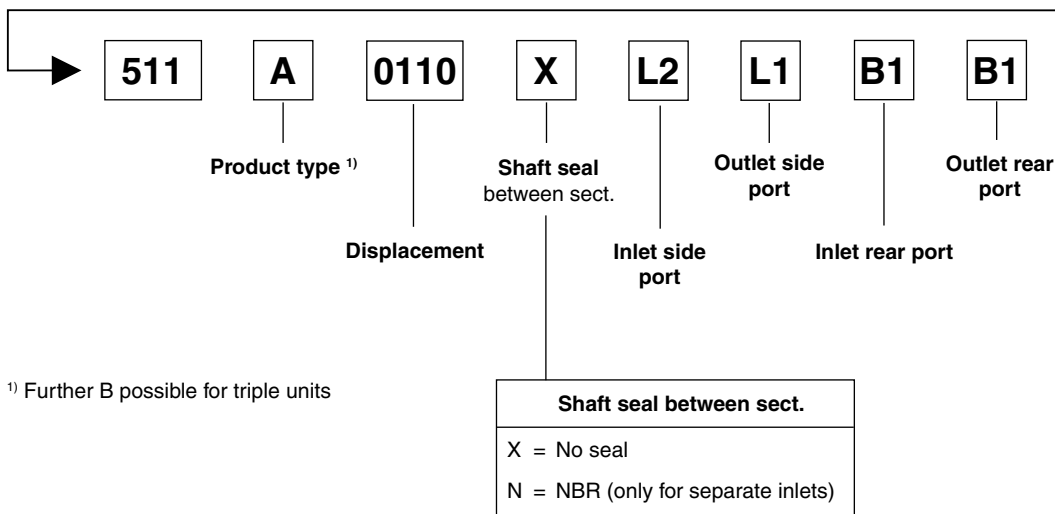 511 A 0110 X L2 L1 B1 B1
Product type 1)
Shaft seal
between sect.
Outlet side
port
Outlet rear
port
Displacement
Inlet side
port
Inlet rear port
1) Further B possible for triple units
Shaft seal between sect.
X = No seal
N = NBR (only for separate inlets)